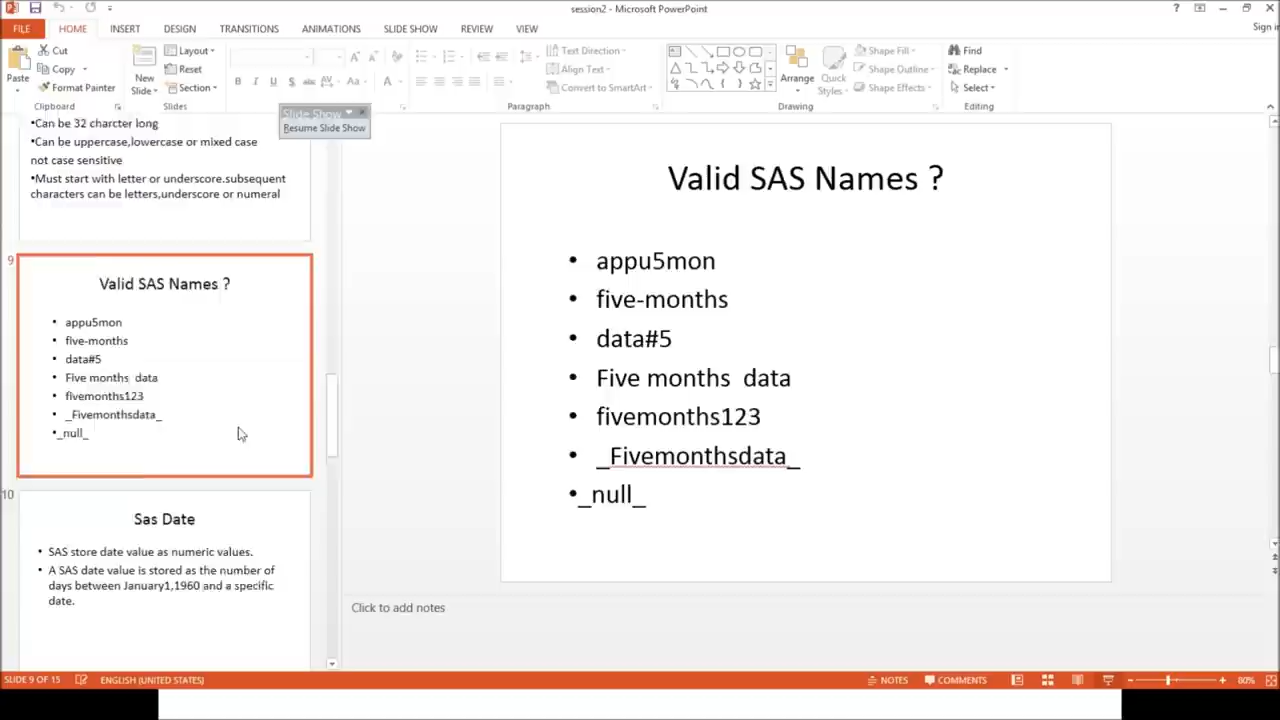 session2 - Microsoft PowerPoint
?
Sign in
FILE HOME INSERT DESIGN TRANSITIONS ANIMATIONS SLIDE SHOW REVIEW VIEW
Paste
Cut
Copy
Format Painter
Clipboard
New
Slide
Layout
Reset
Section
Slides
B I U S abc AV Aa A
Paragraph
Text Direction
Align Text
Convert to SmartArt
Arrange
Quick
Styles
Shape Fill
Shape Outline
Shape Effects
Drawing
Find
Replace
Select
Editing
Slide Show
Resume Slide Show
•Can be 32 charcter long
•Can be uppercase,lowercase or mixed case
not case sensitive
•Must start with letter or underscore.subsequent
characters can be letters,underscore or numeral
9
Valid SAS Names ?
• appu5mon
• five-months
• data#5
• Five months  data
• fivemonths123
• _Fivemonthsdata_
•_null_
10
Sas Date
• SAS store date value as numeric values.
• A SAS date value is stored as the number of
days between January1,1960 and a specific
date.
Valid SAS Names ?
• appu5mon
• five-months
• data#5
• Five months  data
• fivemonths123
• _Fivemonthsdata_
•_null_
Click to add notes
SLIDE 9 OF 15 ENGLISH (UNITED STATES) NOTES COMMENTS 80%